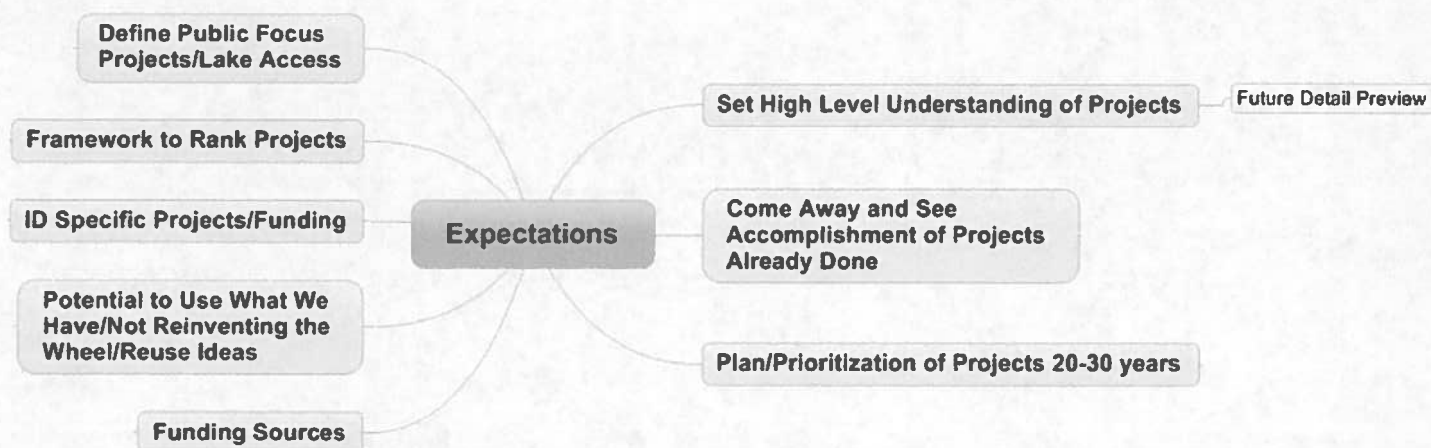 Define Public Focus
Projects/Lake Access
Framework to Rank Projects
ID Specific Projects/Funding
Potential to Use What We
Have/Not Reinventing the
Wheel/Reuse Ideas
Funding Sources
Expectations
Set High Level Understanding of Projects
Future Detail Preview
Come Away and See
Accomplishment of Projects
Already Done
Plan/Prioritization of Projects 20-30 years